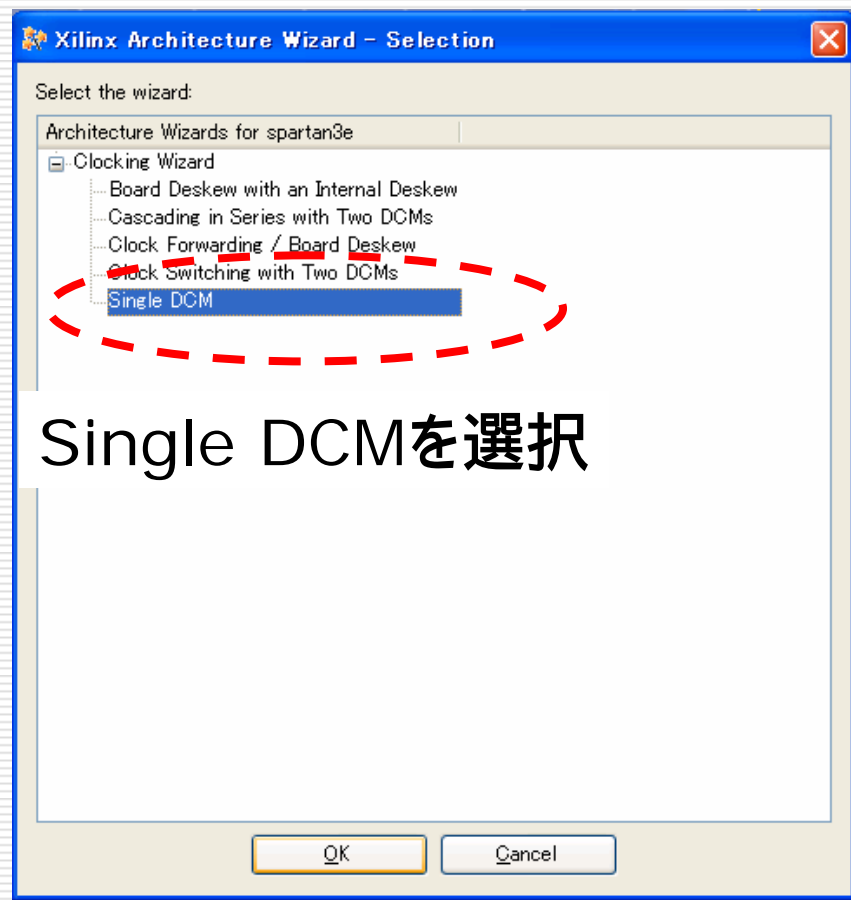 Xilinx Architecture Wizard - Selection
Select the wizard:
Architecture Wizards for spartan3e
Clocking Wizard
Board Deskew with an Internal Deskew
Cascading in Series with Two DCMs
Clock Forwarding / Board Deskew
Clock Switching with Two DCMs
Single DCM
Single DCMを選択
OK
Cancel